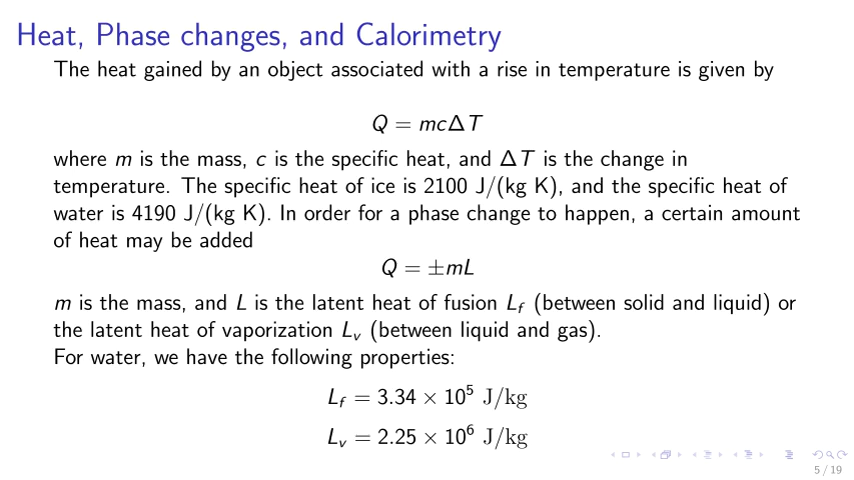 Heat, Phase changes, and Calorimetry
The heat gained by an object associated with a rise in temperature is given by
Q = mcΔT
where m is the mass, c is the specific heat, and ΔT is the change in
temperature. The specific heat of ice is 2100 J/(kg K), and the specific heat of
water is 4190 J/(kg K). In order for a phase change to happen, a certain amount
of heat may be added
Q = ±mL
m is the mass, and L is the latent heat of fusion L_f (between solid and liquid) or
the latent heat of vaporization L_v (between liquid and gas).
For water, we have the following properties:
L_f = 3.34 × 10^5 J/kg
L_v = 2.25 × 10^6 J/kg
5 / 19